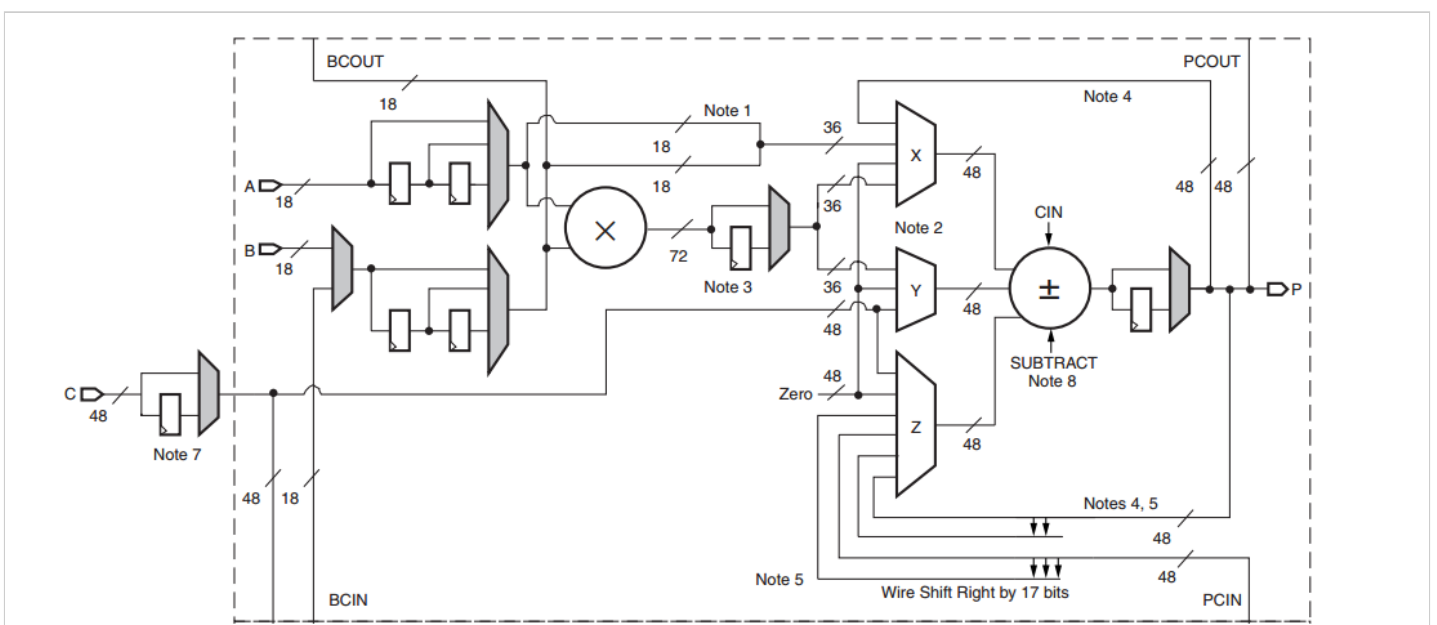 BCOUT
PCOUT
18
Note 1
Note 4
36
18
X
48
48
48
A
18
18
36
CIN
Note 2
B
18
×
72
Note 3
36
Y
48
±
P
48
SUBTRACT
Note 8
C
48
Zero
48
Z
48
Note 7
48
18
Notes 4, 5
48
Note 5
48
Wire Shift Right by 17 bits
BCIN
PCIN